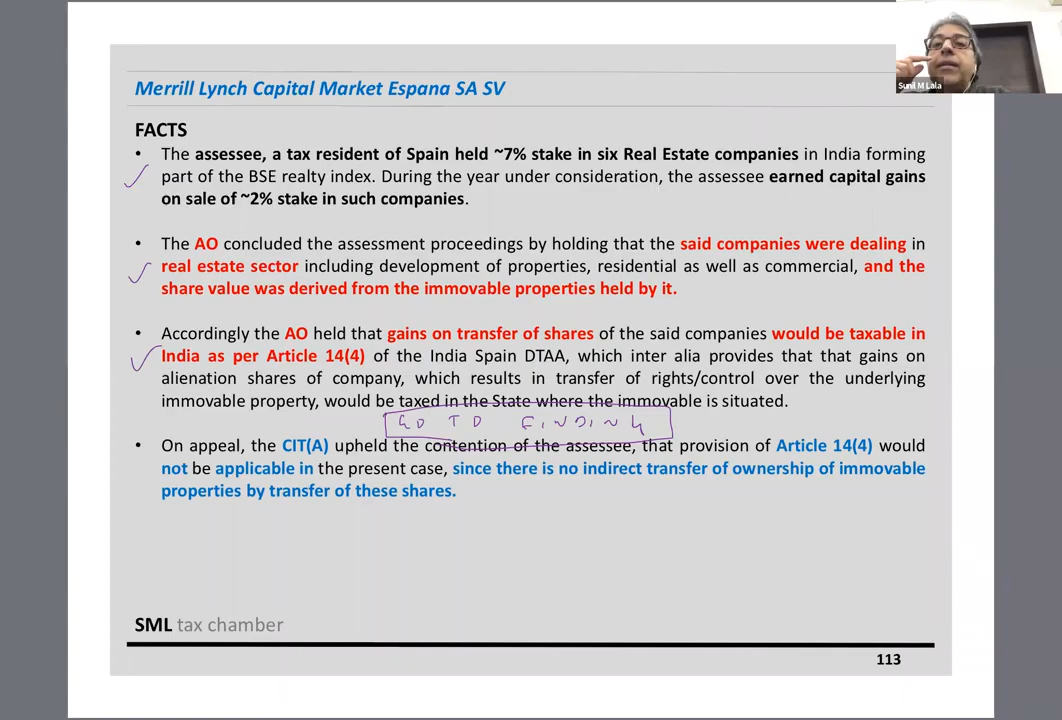 Merrill Lynch Capital Market Espana SA SV
Sunil M Lala
FACTS
• The assessee, a tax resident of Spain held ~7% stake in six Real Estate companies in India forming
part of the BSE realty index. During the year under consideration, the assessee earned capital gains
on sale of ~2% stake in such companies.
• The AO concluded the assessment proceedings by holding that the said companies were dealing in
real estate sector including development of properties, residential as well as commercial, and the
share value was derived from the immovable properties held by it.
• Accordingly the AO held that gains on transfer of shares of the said companies would be taxable in
India as per Article 14(4) of the India Spain DTAA, which inter alia provides that that gains on
alienation shares of company, which results in transfer of rights/control over the underlying
immovable property, would be taxed in the State where the immovable is situated.
GO TO FINDING
• On appeal, the CIT(A) upheld the contention of the assessee, that provision of Article 14(4) would
not be applicable in the present case, since there is no indirect transfer of ownership of immovable
properties by transfer of these shares.
SML tax chamber
113